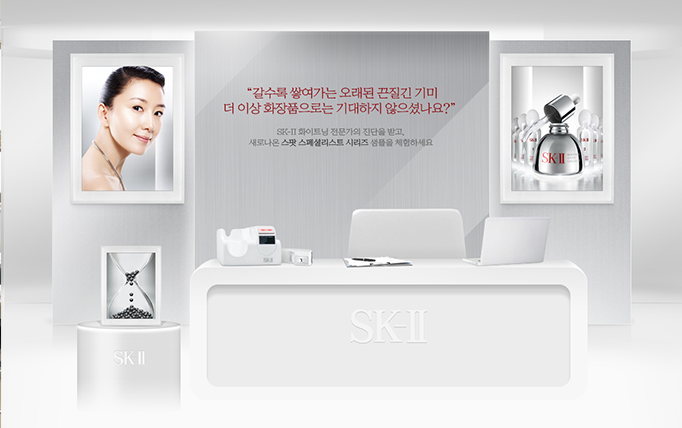 “갈수록 쌓여가는 오래된 끈질긴 기미
더 이상 화장품으로는 기대하지 않으셨나요?”
SK-II 화이트닝 전문가의 진단을 받고,
새로나온 스팟 스페셜리스트 시리즈 샘플을 체험하세요
SK-II
SK-II
SK-II